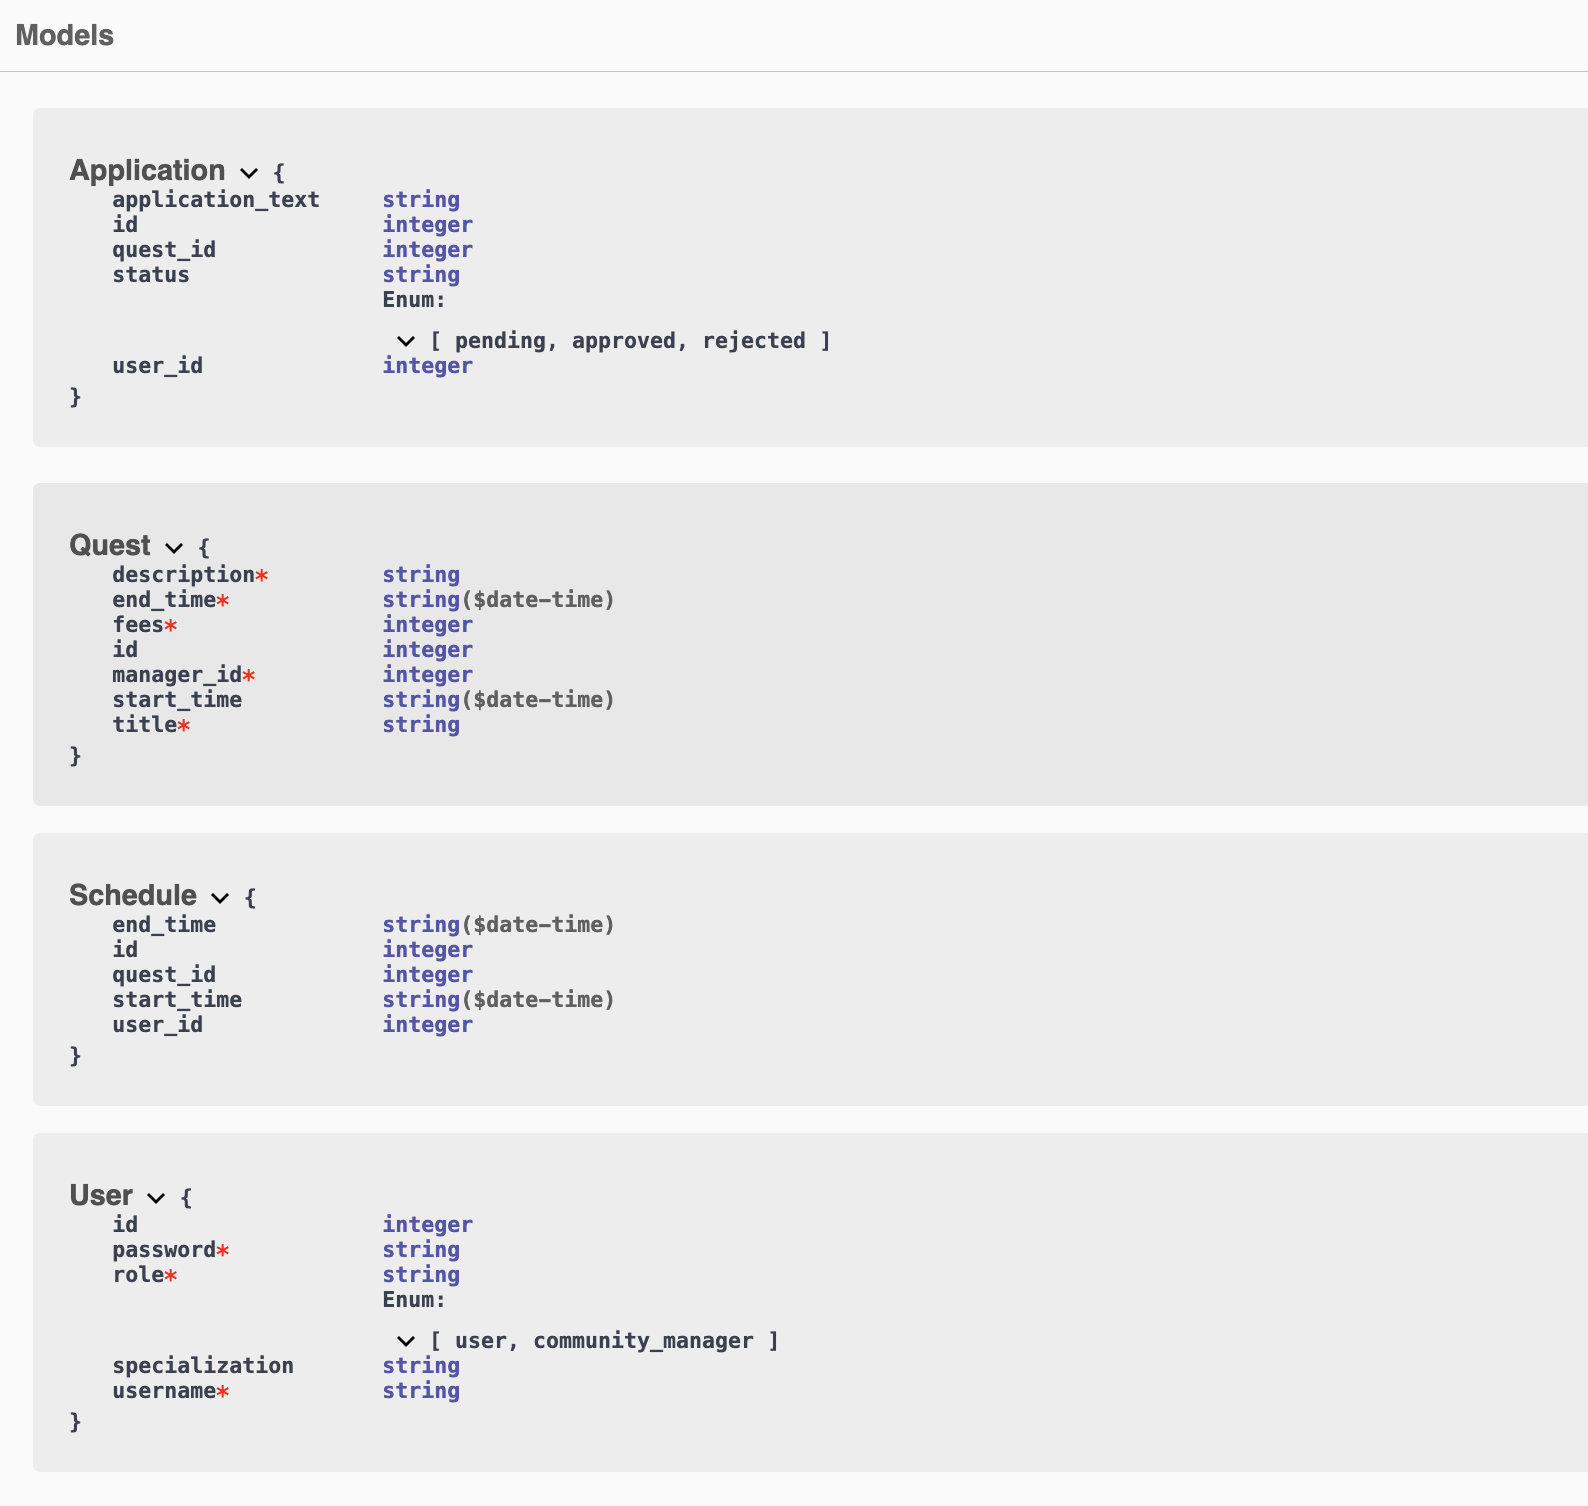 Models
Application {
application_text string
id integer
quest_id integer
status string
Enum:
[ pending, approved, rejected ]
user_id integer
}
Quest {
description* string
end_time* string($date-time)
fees* integer
id integer
manager_id* integer
start_time string($date-time)
title* string
}
Schedule {
end_time string($date-time)
id integer
quest_id integer
start_time string($date-time)
user_id integer
}
User {
id integer
password* string
role* string
Enum:
[ user, community_manager ]
specialization string
username* string
}